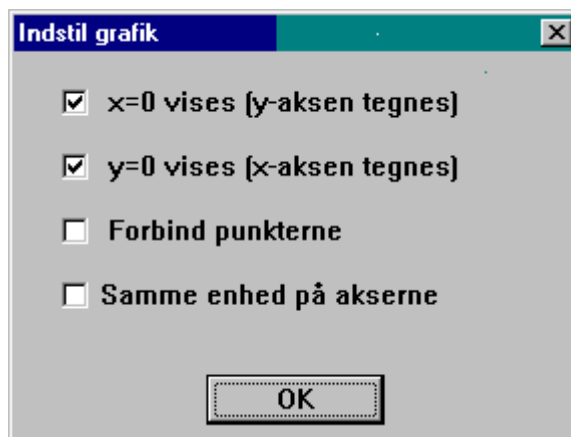 Indstil grafik
x=0 vises (y-aksen tegnes)
y=0 vises (x-aksen tegnes)
Forbind punkterne
Samme enhed på akserne
OK